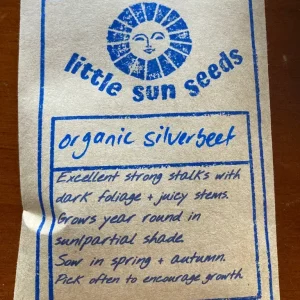 little sun seeds
organic silverbeet
Excellent strong stalks with
dark foliage + juicy stems.
Grows year round in
sun/partial shade.
Sow in spring + autumn.
Pick often to encourage growth.